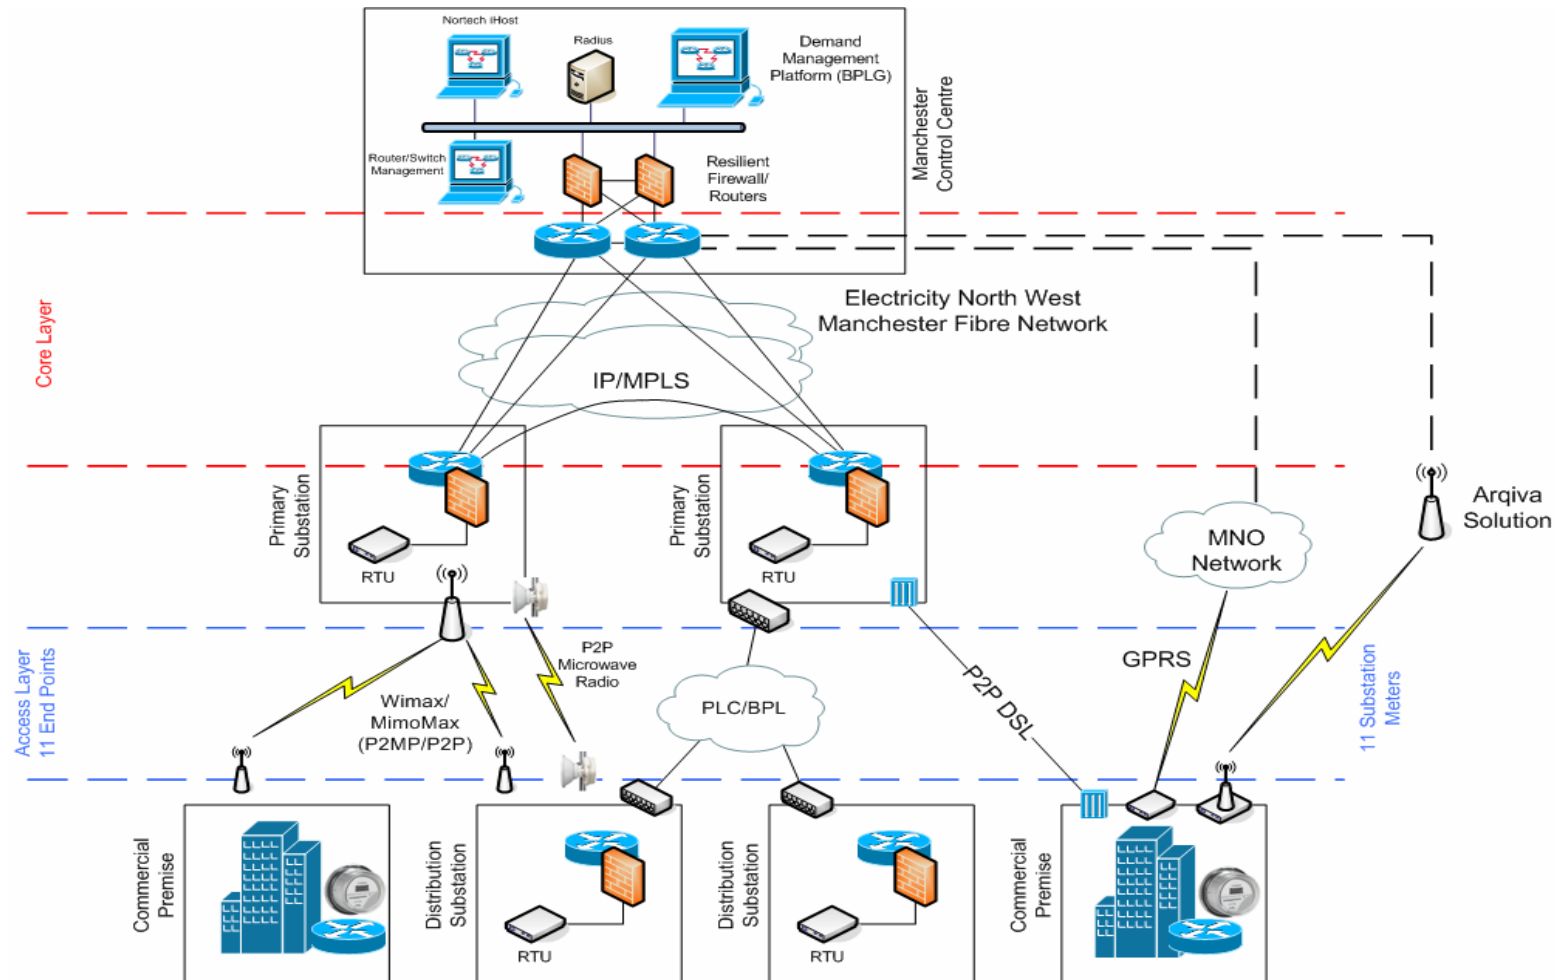 Nortech iHost
Radius
Demand
Management
Platform (BPLG)
Manchester
Control Centre
Router/Switch
Management
Resilient
Firewall/
Routers
Core Layer
Electricity North West
Manchester Fibre Network
IP/MPLS
Primary
Substation
RTU
Primary
Substation
RTU
MNO
Network
Arqiva
Solution
Access Layer
11 End Points
P2P
Microwave
Radio
Wimax/
MimoMax
(P2MP/P2P)
PLC/BPL
P2P DSL
GPRS
11 Substation
Meters
Commercial
Premise
Distribution
Substation
RTU
Distribution
Substation
RTU
Commercial
Premise